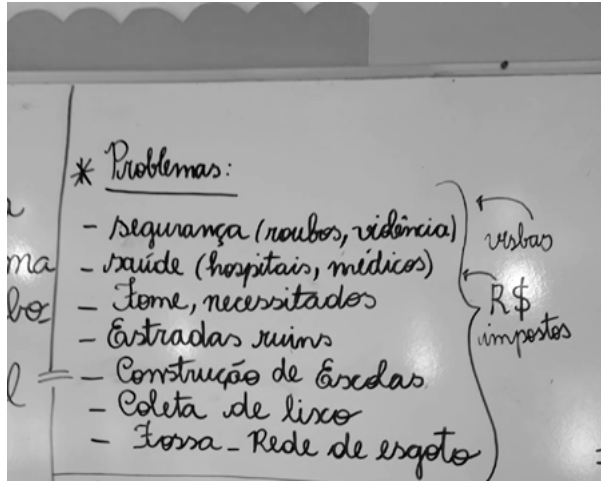 * Problemas:
- segurança (roubos, violência)
- saúde (hospitais, médicos)
- Fome, necessitados
- Estradas ruins
- Construção de Escolas
- Coleta de lixo
- Fossa - Rede de esgoto
R$
impostos
ma
l =